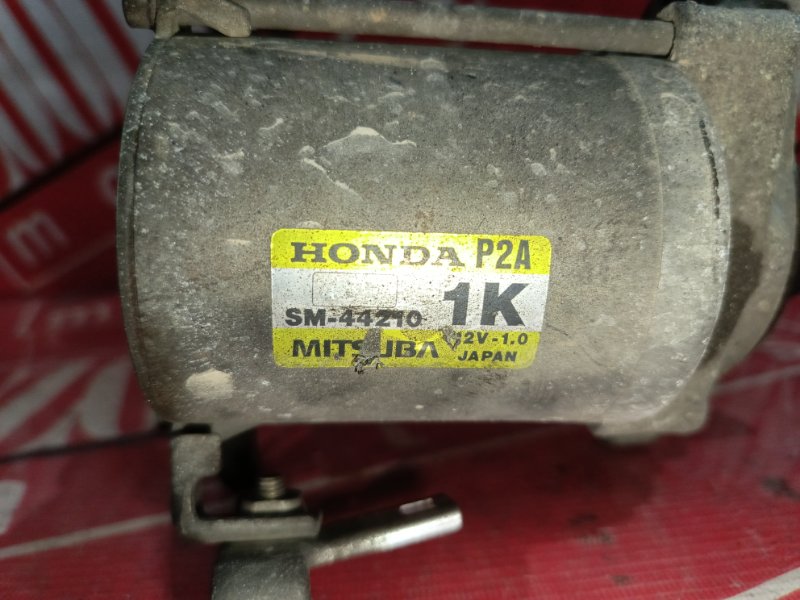 HONDA P2A
1K
SM-44210
MITSUBA 12V-1.0
JAPAN